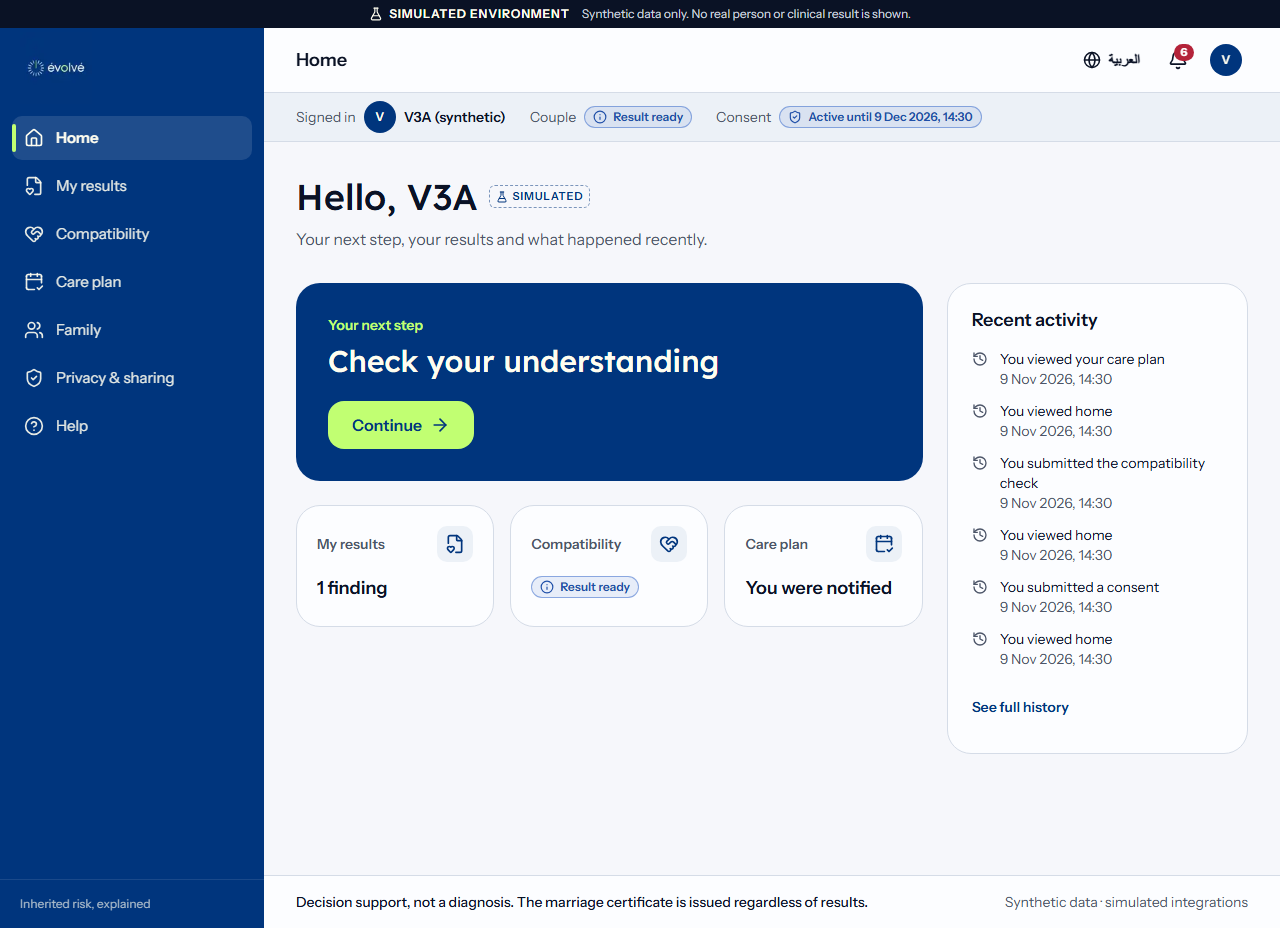 SIMULATED ENVIRONMENT Synthetic data only. No real person or clinical result is shown.
évolvé
Home
العربية
6
V
Signed in V V3A (synthetic) Couple Result ready Consent Active until 9 Dec 2026, 14:30
Home
My results
Compatibility
Care plan
Family
Privacy & sharing
Help
Inherited risk, explained
Hello, V3A SIMULATED
Your next step, your results and what happened recently.
Your next step
Check your understanding
Continue
My results
1 finding
Compatibility
Result ready
Care plan
You were notified
Recent activity
You viewed your care plan
9 Nov 2026, 14:30
You viewed home
9 Nov 2026, 14:30
You submitted the compatibility
check
9 Nov 2026, 14:30
You viewed home
9 Nov 2026, 14:30
You submitted a consent
9 Nov 2026, 14:30
You viewed home
9 Nov 2026, 14:30
See full history
Decision support, not a diagnosis. The marriage certificate is issued regardless of results.
Synthetic data · simulated integrations